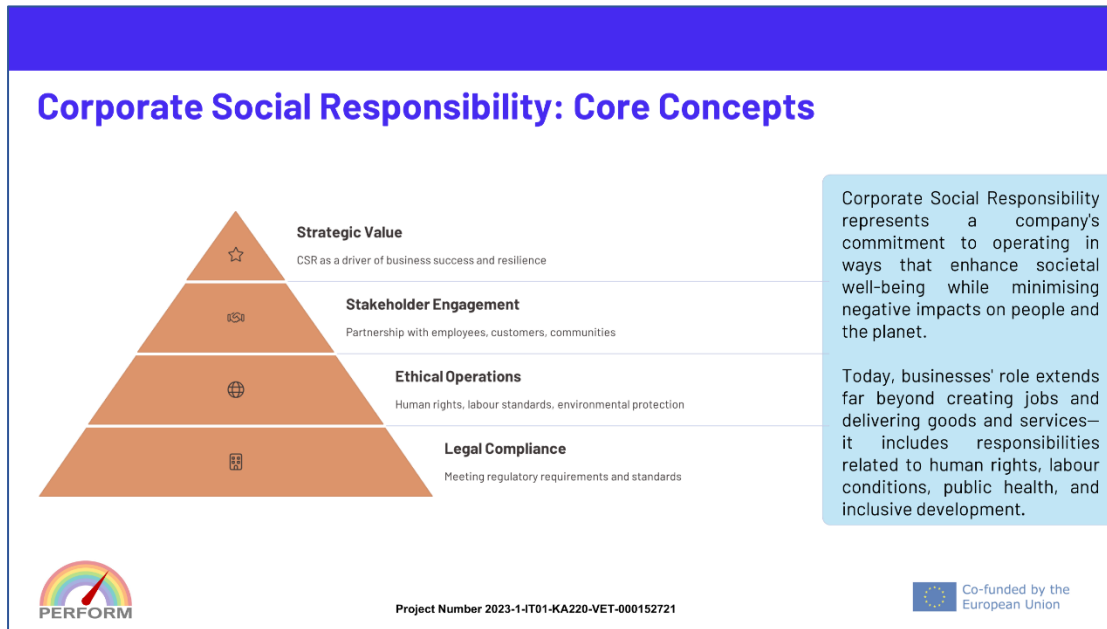 Corporate Social Responsibility: Core Concepts
Strategic Value
CSR as a driver of business success and resilience
Stakeholder Engagement
Partnership with employees, customers, communities
Ethical Operations
Human rights, labour standards, environmental protection
Legal Compliance
Meeting regulatory requirements and standards
Corporate Social Responsibility
represents a company's
commitment to operating in
ways that enhance societal
well-being while minimising
negative impacts on people and
the planet.
Today, businesses' role extends
far beyond creating jobs and
delivering goods and services—
it includes responsibilities
related to human rights, labour
conditions, public health, and
inclusive development.
PERFORM
Project Number 2023-1-IT01-KA220-VET-000152721
Co-funded by the
European Union